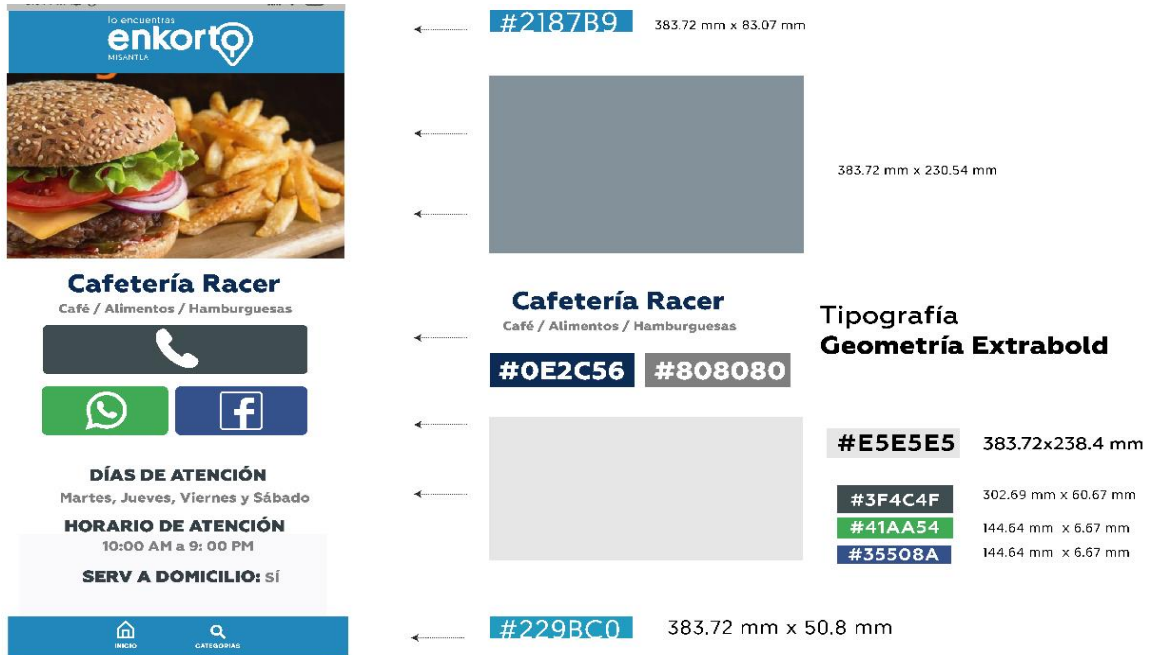 lo encuentras
enkorto
MISANTLA
Cafetería Racer
Café / Alimentos / Hamburguesas
DÍAS DE ATENCIÓN
Martes, Jueves, Viernes y Sábado
HORARIO DE ATENCIÓN
10:00 AM a 9: 00 PM
SERV A DOMICILIO: SÍ
INICIO
CATEGORIAS
#2187B9
383.72 mm x 83.07 mm
383.72 mm x 230.54 mm
Cafetería Racer
Café / Alimentos / Hamburguesas
#0E2C56
#808080
Tipografía
Geometría Extrabold
#E5E5E5
383.72x238.4 mm
#3F4C4F
302.69 mm x 60.67 mm
#41AA54
144.64 mm x 6.67 mm
#35508A
144.64 mm x 6.67 mm
#229BC0
383.72 mm x 50.8 mm